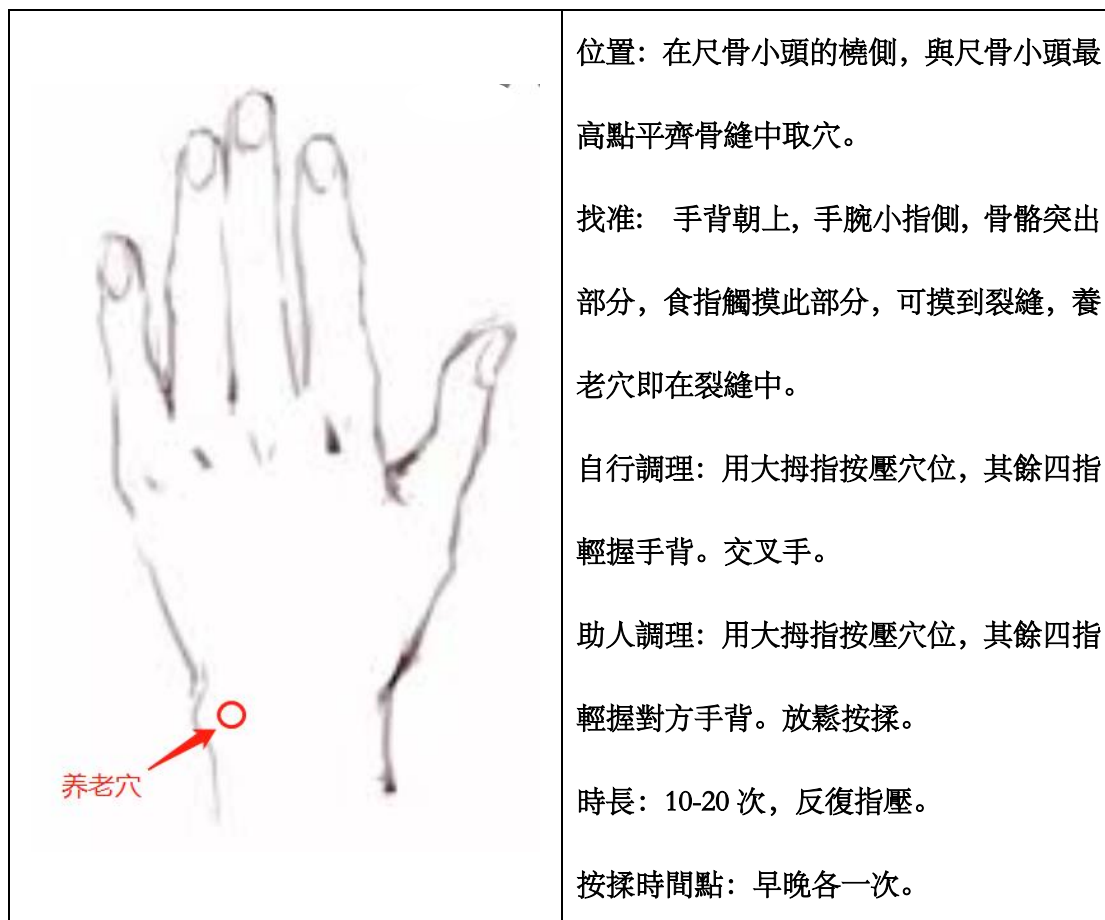 位置：在尺骨小頭的橈側，與尺骨小頭最
高點平齊骨縫中取穴。
找准： 手背朝上，手腕小指側，骨骼突出
部分，食指觸摸此部分，可摸到裂縫，養
老穴即在裂縫中。
自行調理：用大拇指按壓穴位，其餘四指
輕握手背。交叉手。
助人調理：用大拇指按壓穴位，其餘四指
輕握對方手背。放鬆按揉。
時長：10-20 次，反復指壓。
按揉時間點：早晚各一次。
养老穴